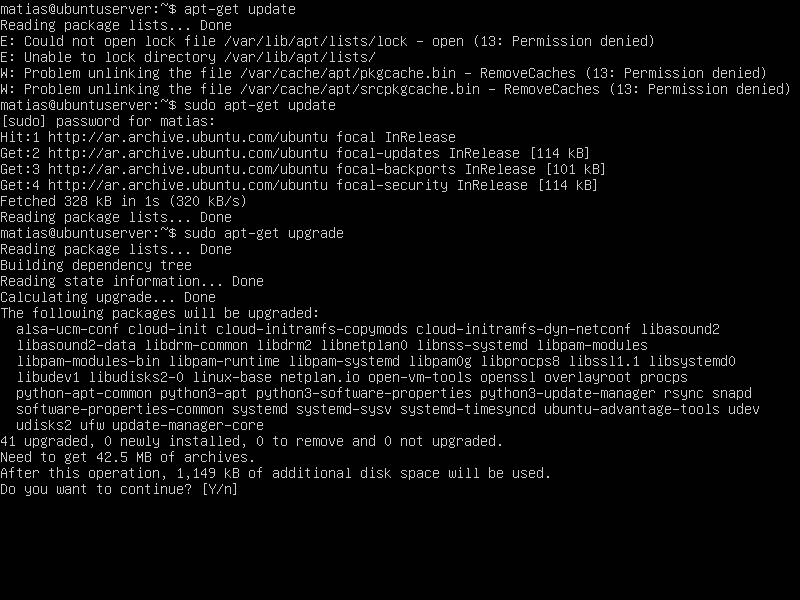 matias@ubuntuserver:~$ apt-get update
Reading package lists... Done
E: Could not open lock file /var/lib/apt/lists/lock - open (13: Permission denied)
E: Unable to lock directory /var/lib/apt/lists/
W: Problem unlinking the file /var/cache/apt/pkgcache.bin - RemoveCaches (13: Permission denied)
W: Problem unlinking the file /var/cache/apt/srcpkgcache.bin - RemoveCaches (13: Permission denied)
matias@ubuntuserver:~$ sudo apt-get update
[sudo] password for matias:
Hit:1 http://ar.archive.ubuntu.com/ubuntu focal InRelease
Get:2 http://ar.archive.ubuntu.com/ubuntu focal-updates InRelease [114 kB]
Get:3 http://ar.archive.ubuntu.com/ubuntu focal-backports InRelease [101 kB]
Get:4 http://ar.archive.ubuntu.com/ubuntu focal-security InRelease [114 kB]
Fetched 328 kB in 1s (320 kB/s)
Reading package lists... Done
matias@ubuntuserver:~$ sudo apt-get upgrade
Reading package lists... Done
Building dependency tree
Reading state information... Done
Calculating upgrade... Done
The following packages will be upgraded:
  alsa-ucm-conf cloud-init cloud-initramfs-copymods cloud-initramfs-dyn-netconf libasound2
  libasound2-data libdrm-common libdrm2 libnetplan0 libnss-systemd libpam-modules
  libpam-modules-bin libpam-runtime libpam-systemd libpam0g libprocps8 libssl1.1 libsystemd0
  libudev1 libudisks2-0 linux-base netplan.io open-vm-tools openssl overlayroot procps
  python-apt-common python3-apt python3-software-properties python3-update-manager rsync snapd
  software-properties-common systemd systemd-sysv systemd-timesyncd ubuntu-advantage-tools udev
  udisks2 ufw update-manager-core
41 upgraded, 0 newly installed, 0 to remove and 0 not upgraded.
Need to get 42.5 MB of archives.
After this operation, 1,149 kB of additional disk space will be used.
Do you want to continue? [Y/n]